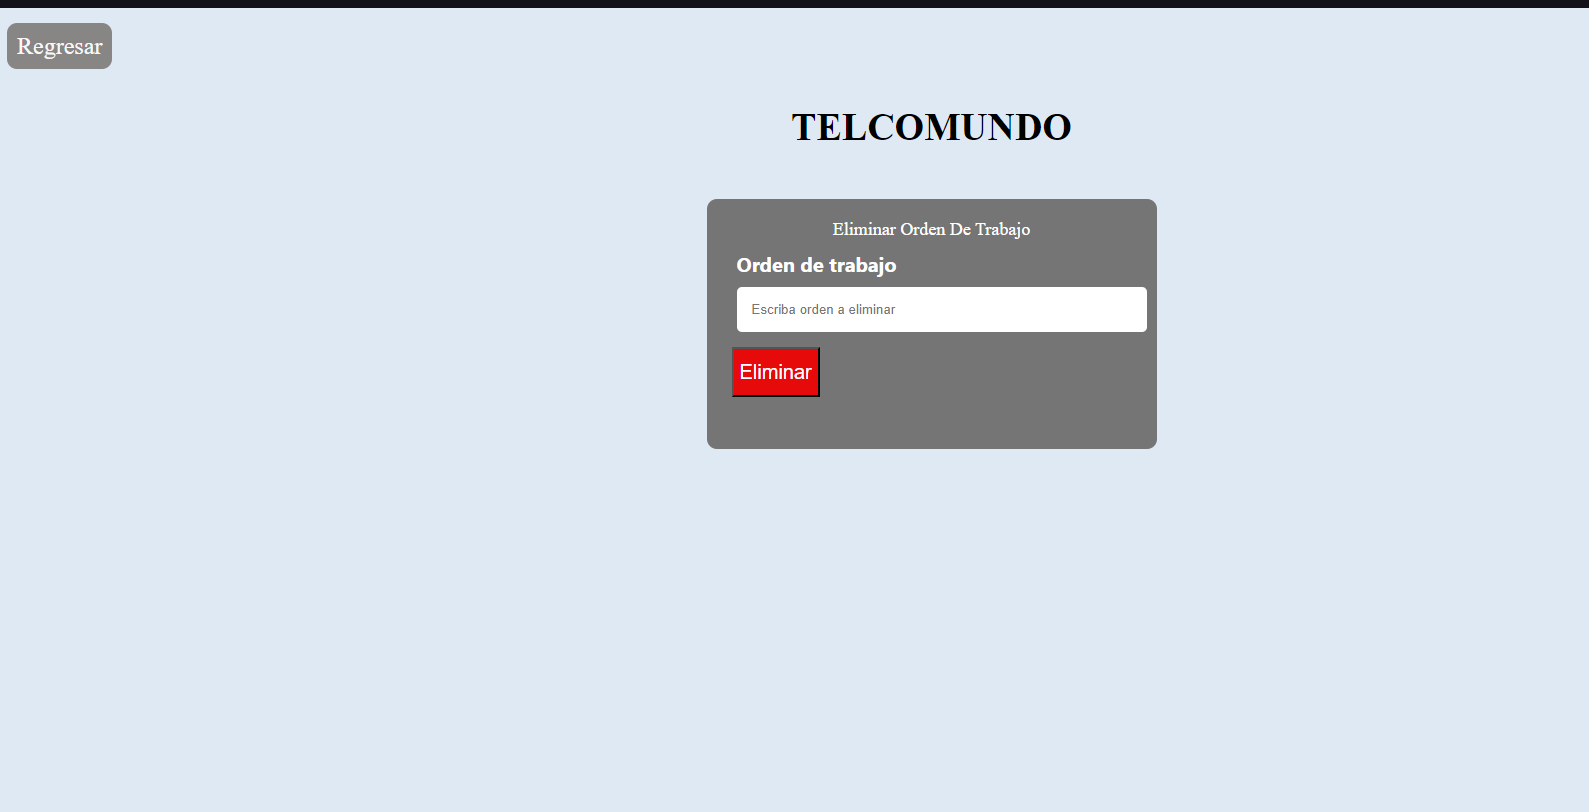 Regresar
TELCOMUNDO
Eliminar Orden De Trabajo
Orden de trabajo
Escriba orden a eliminar
Eliminar